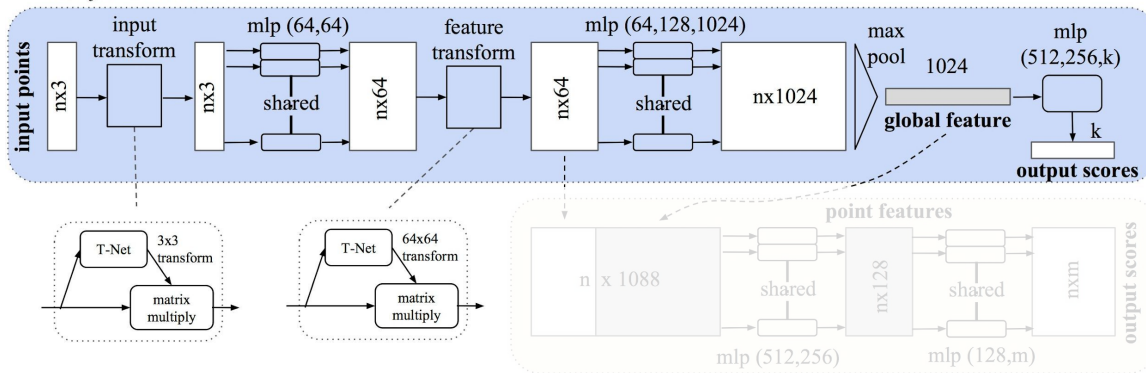 input points
nx3
input
transform
nx3
mlp (64,64)
shared
nx64
feature
transform
nx64
mlp (64,128,1024)
shared
nx1024
max
pool
1024
global feature
mlp
(512,256,k)
k
output scores
T-Net
3x3
transform
matrix
multiply
T-Net
64x64
transform
matrix
multiply
point features
n x 1088
shared
mlp (512,256)
nx128
shared
mlp (128,m)
nxm
output scores